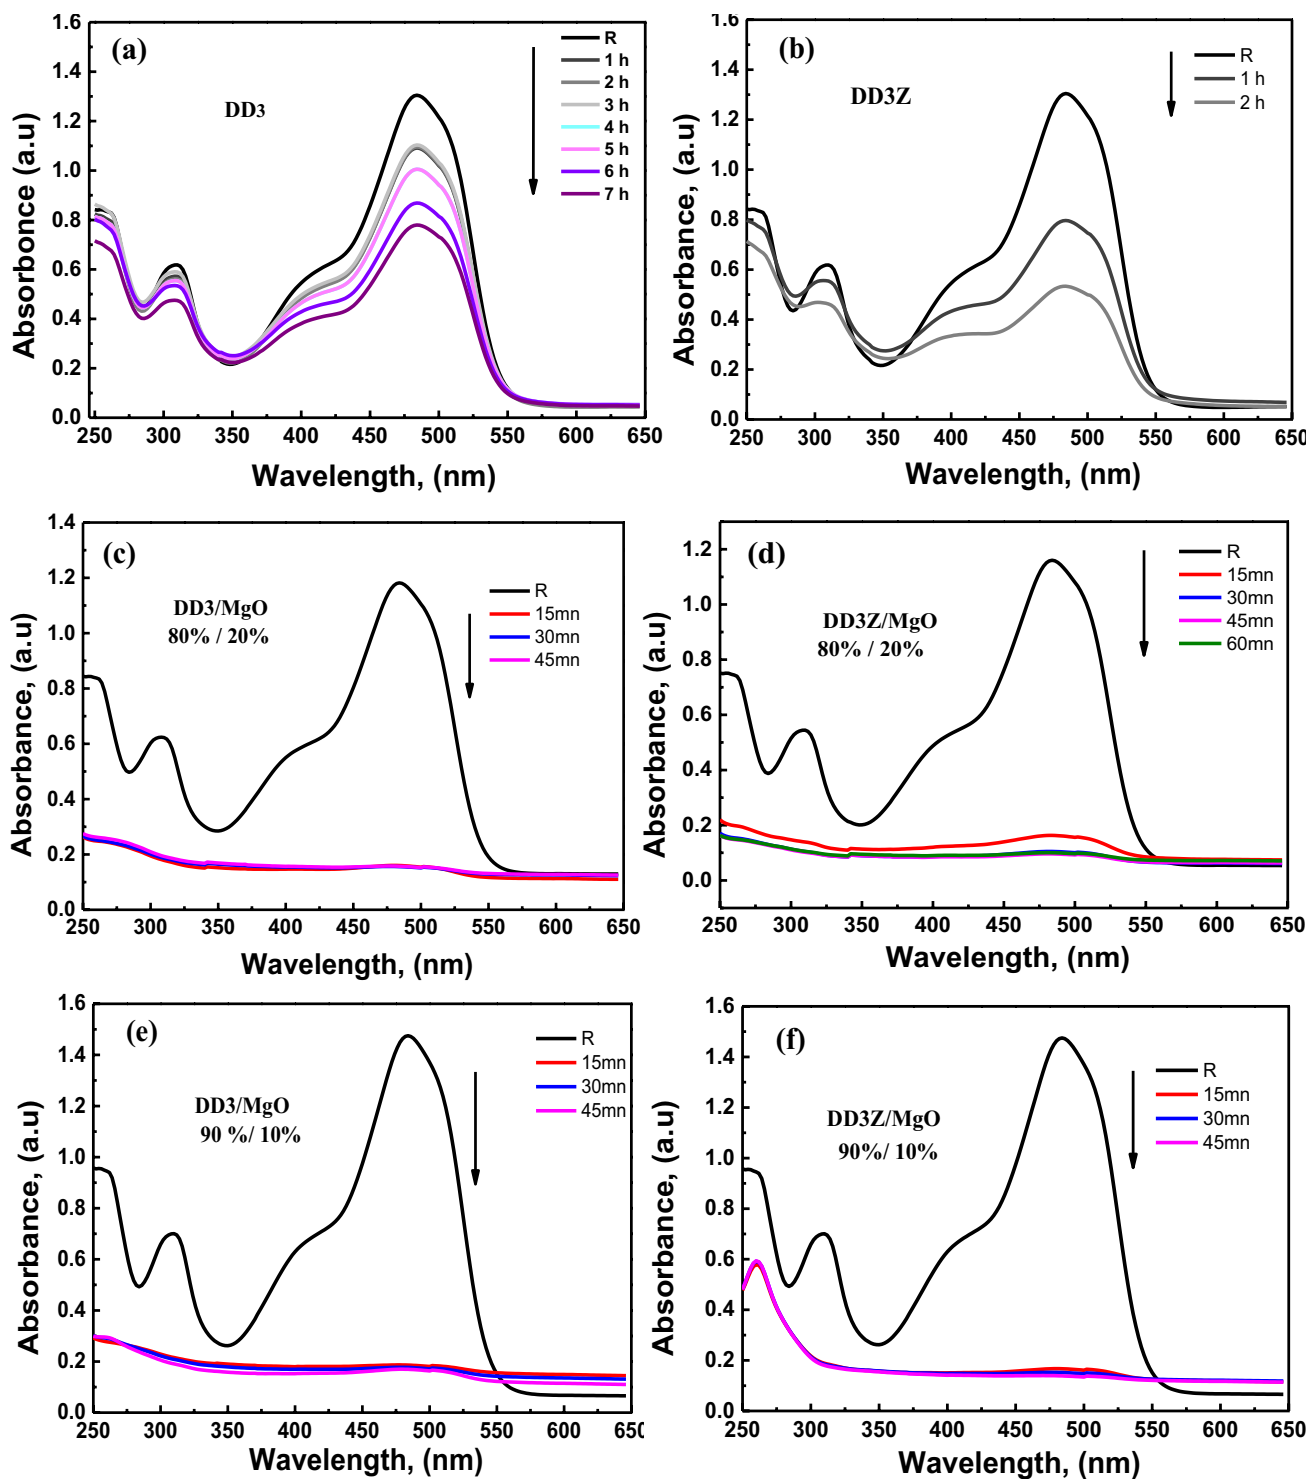 (a)
DD3
R
1 h
2 h
3 h
4 h
5 h
6 h
7 h
1.6
1.4
1.2
1.0
0.8
0.6
0.4
0.2
0.0
Absorbonce (a.u)
250 300 350 400 450 500 550 600 650
Wavelength, (nm)
(b)
DD3Z
R
1 h
2 h
1.6
1.4
1.2
1.0
0.8
0.6
0.4
0.2
0.0
Absorbance, (a.u)
250 300 350 400 450 500 550 600 650
Wavelength, (nm)
(c)
DD3/MgO
80% / 20%
R
15mn
30mn
45mn
1.4
1.2
1.0
0.8
0.6
0.4
0.2
0.0
Absorbance, (a.u)
250 300 350 400 450 500 550 600 650
Wavelength, (nm)
(d)
DD3Z/MgO
80% / 20%
R
15mn
30mn
45mn
60mn
1.2
1.0
0.8
0.6
0.4
0.2
0.0
Absorbance, (a.u)
250 300 350 400 450 500 550 600 650
Wavelength, (nm)
(e)
DD3/MgO
90 %/ 10%
R
15mn
30mn
45mn
1.6
1.4
1.2
1.0
0.8
0.6
0.4
0.2
0.0
Absorbance, (a.u)
250 300 350 400 450 500 550 600 650
Wavelength, (nm)
(f)
DD3Z/MgO
90%/ 10%
R
15mn
30mn
45mn
1.6
1.4
1.2
1.0
0.8
0.6
0.4
0.2
0.0
Absorbance, (a.u)
250 300 350 400 450 500 550 600 650
Wavelength, (nm)